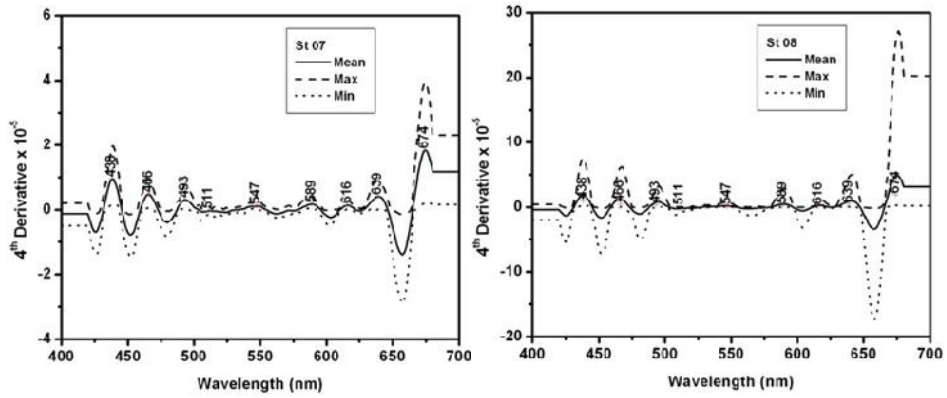 St 07
Mean
Max
Min
4th Derivative x 10-5
6
4
2
0
-2
-4
438
466
493
511
547
589
616
639
674
400 450 500 550 600 650 700
Wavelength (nm)
St 08
Mean
Max
Min
4th Derivative x 10-5
30
20
10
0
-10
-20
438
466
493
511
547
589
616
639
674
400 450 500 550 600 650 700
Wavelength (nm)